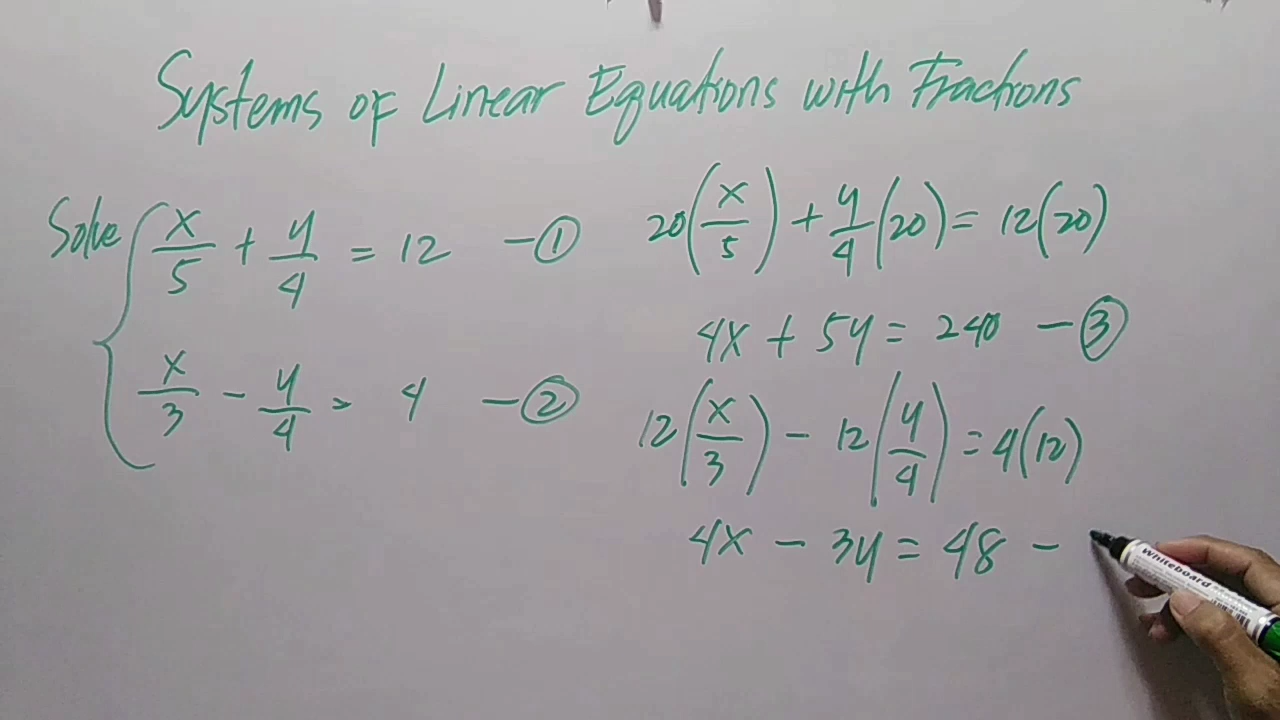 Systems of Linear Equations with Fractions
Solve
x/5 + y/4 = 12 - ①
x/3 - y/4 = 4 - ②
20(x/5) + y/4(20) = 12(20)
4x + 5y = 240 - ③
12(x/3) - 12(y/4) = 4(12)
4x - 3y = 48 -
Whiteboard